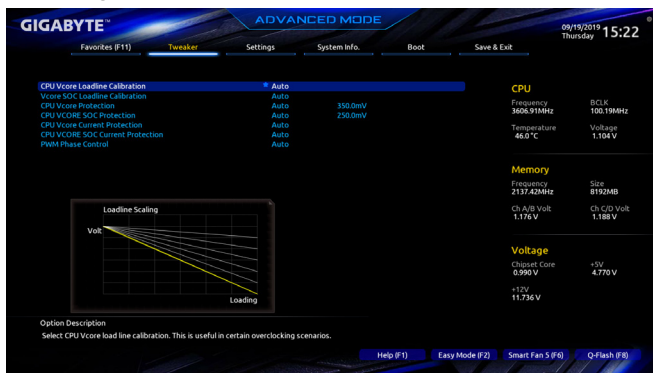 GIGABYTE™
ADVANCED MODE
09/19/2019 Thursday 15:22
Favorites (F11) Tweaker Settings System Info. Boot Save & Exit
CPU Vcore Loadline Calibration * Auto
Vcore SOC Loadline Calibration Auto
CPU Vcore Protection Auto 350.0mV
CPU VCORE SOC Protection Auto 250.0mV
CPU Vcore Current Protection Auto
CPU VCORE SOC Current Protection Auto
PWM Phase Control Auto
Loadline Scaling
Volt
Loading
CPU
Frequency BCLK
3606.91MHz 100.19MHz
Temperature Voltage
46.0 °C 1.104 V
Memory
Frequency Size
2137.42MHz 8192MB
Ch A/B Volt Ch C/D Volt
1.176 V 1.188 V
Voltage
Chipset Core +5V
0.990 V 4.770 V
+12V
11.736 V
Option Description
Select CPU Vcore load line calibration. This is useful in certain overclocking scenarios.
Help (F1) Easy Mode (F2) Smart Fan 5 (F6) Q-Flash (F8)